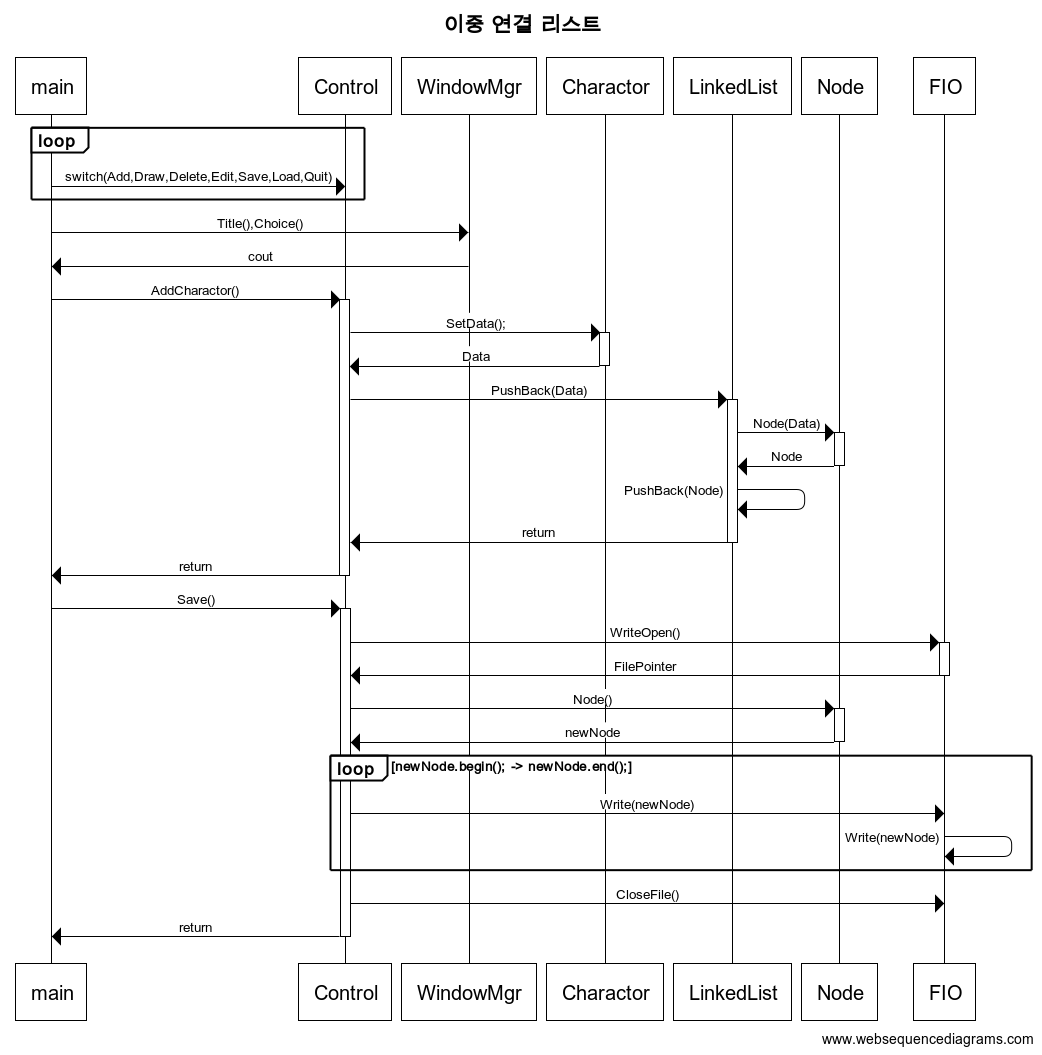 이중 연결 리스트
main
Control
WindowMgr
Charactor
LinkedList
Node
FIO
loop
switch(Add,Draw,Delete,Edit,Save,Load,Quit)
Title(),Choice()
cout
AddCharactor()
SetData();
Data
PushBack(Data)
Node(Data)
Node
PushBack(Node)
return
return
Save()
WriteOpen()
FilePointer
Node()
newNode
loop [newNode.begin(); -> newNode.end();]
Write(newNode)
Write(newNode)
CloseFile()
return
main
Control
WindowMgr
Charactor
LinkedList
Node
FIO
www.websequencediagrams.com